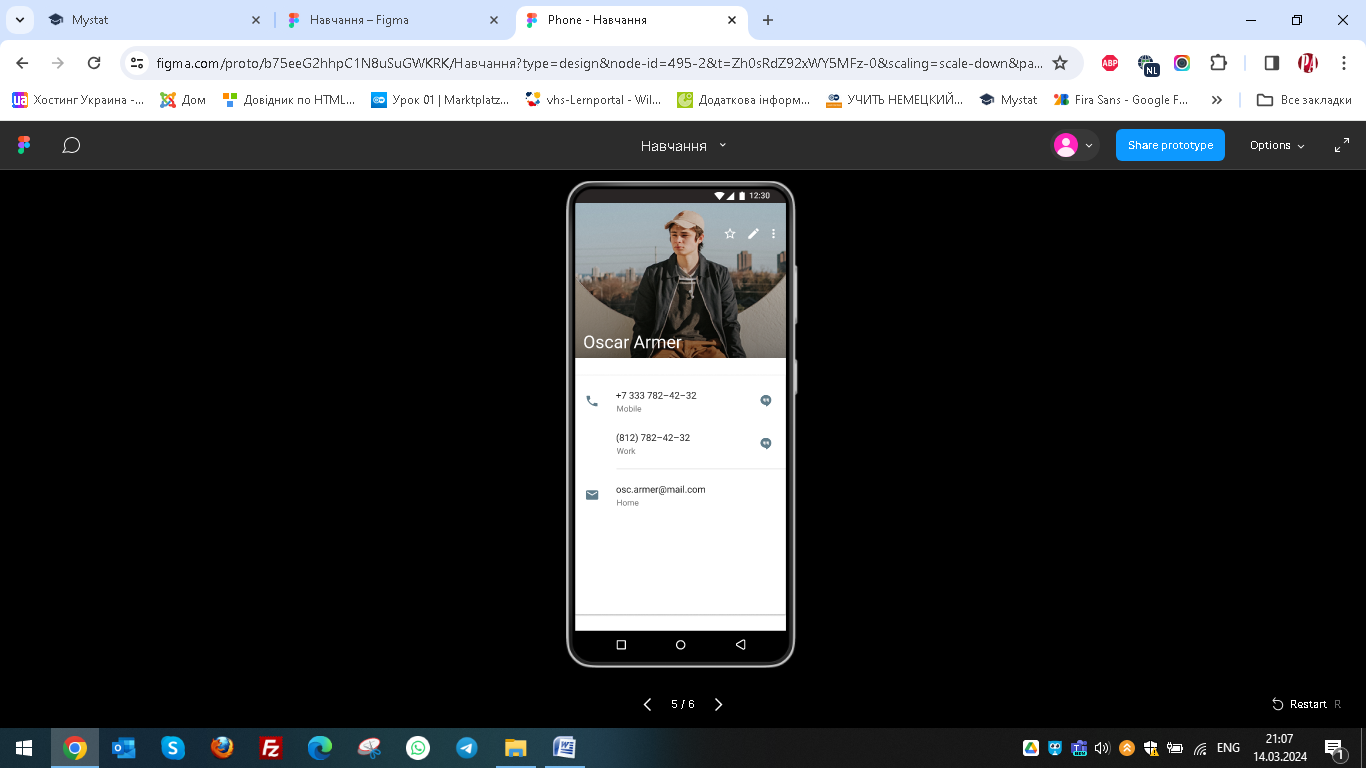 Mystat
Навчання – Figma
Phone - Навчання
figma.com/proto/b75eeG2hhpC1N8uSuGWKRK/Навчання?type=design&node-id=495-2&t=Zh0sRdZ92xWY5MFz-0&scaling=scale-down&pa...
ABP
NL
Хостинг Украина -...
Дом
Довідник по HTML...
Урок 01 | Marktplatz...
vhs-Lernportal - Wil...
Додаткова інформ...
УЧИТЬ НЕМЕЦКИЙ...
Mystat
Fira Sans - Google F...
Все закладки
Навчання
Share prototype
Options
12:30
Oscar Armer
+7 333 782–42–32
Mobile
(812) 782–42–32
Work
osc.armer@mail.com
Home
5 / 6
Restart R
ENG
21:07
14.03.2024
1